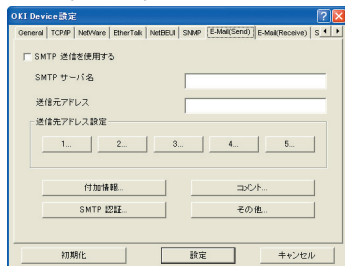 OKI Device設定
General TCP/IP NetWare EtherTalk NetBEUI SNMP E-Mail(Send) E-Mail(Receive) S
SMTP 送信を使用する
SMTP サーバ名
送信元アドレス
送信先アドレス設定
1... 2... 3... 4... 5...
付加情報... コメント...
SMTP 認証... その他...
初期化 設定 キャンセル